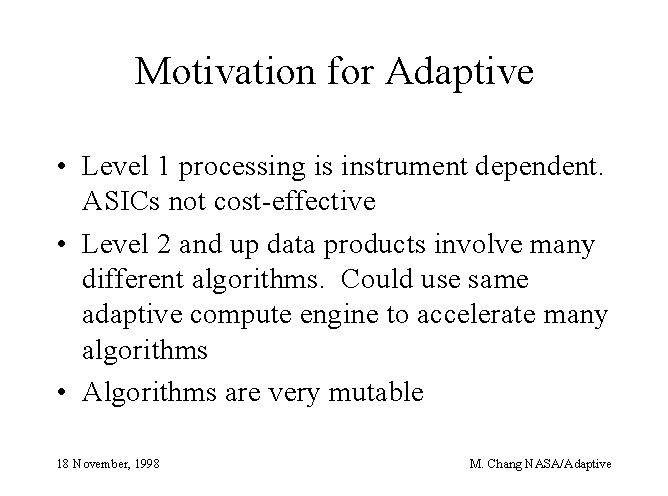 Motivation for Adaptive
• Level 1 processing is instrument dependent.
ASICs not cost-effective
• Level 2 and up data products involve many
different algorithms.  Could use same
adaptive compute engine to accelerate many
algorithms
• Algorithms are very mutable
18 November, 1998
M. Chang NASA/Adaptive